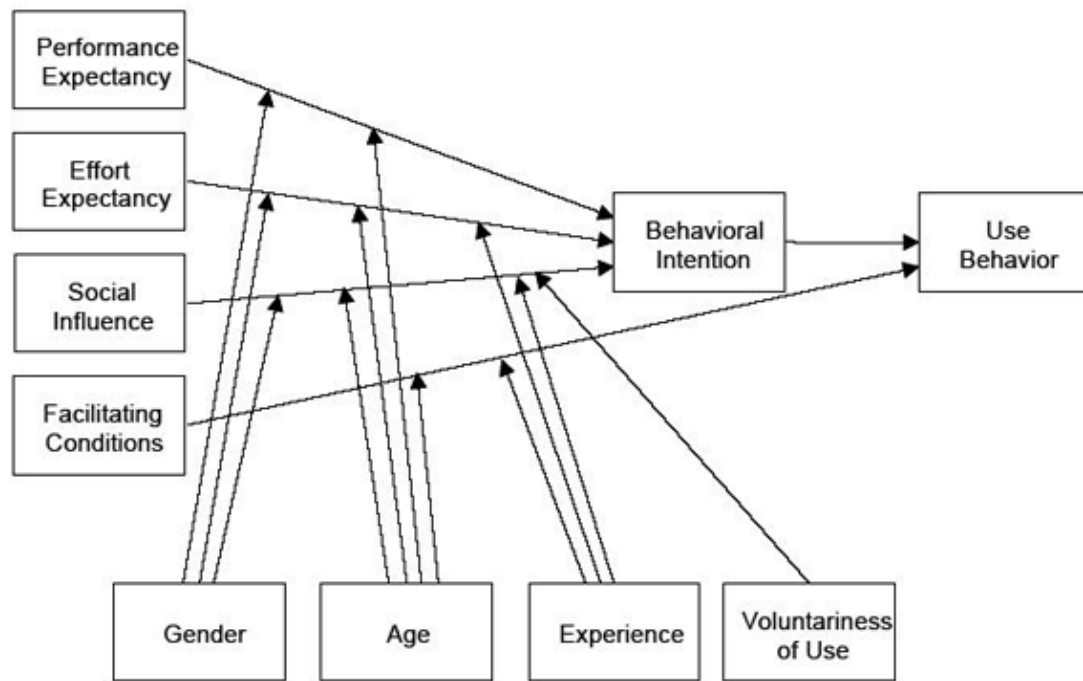 Performance
Expectancy
Effort
Expectancy
Social
Influence
Facilitating
Conditions
Behavioral
Intention
Use
Behavior
Gender
Age
Experience
Voluntariness
of Use